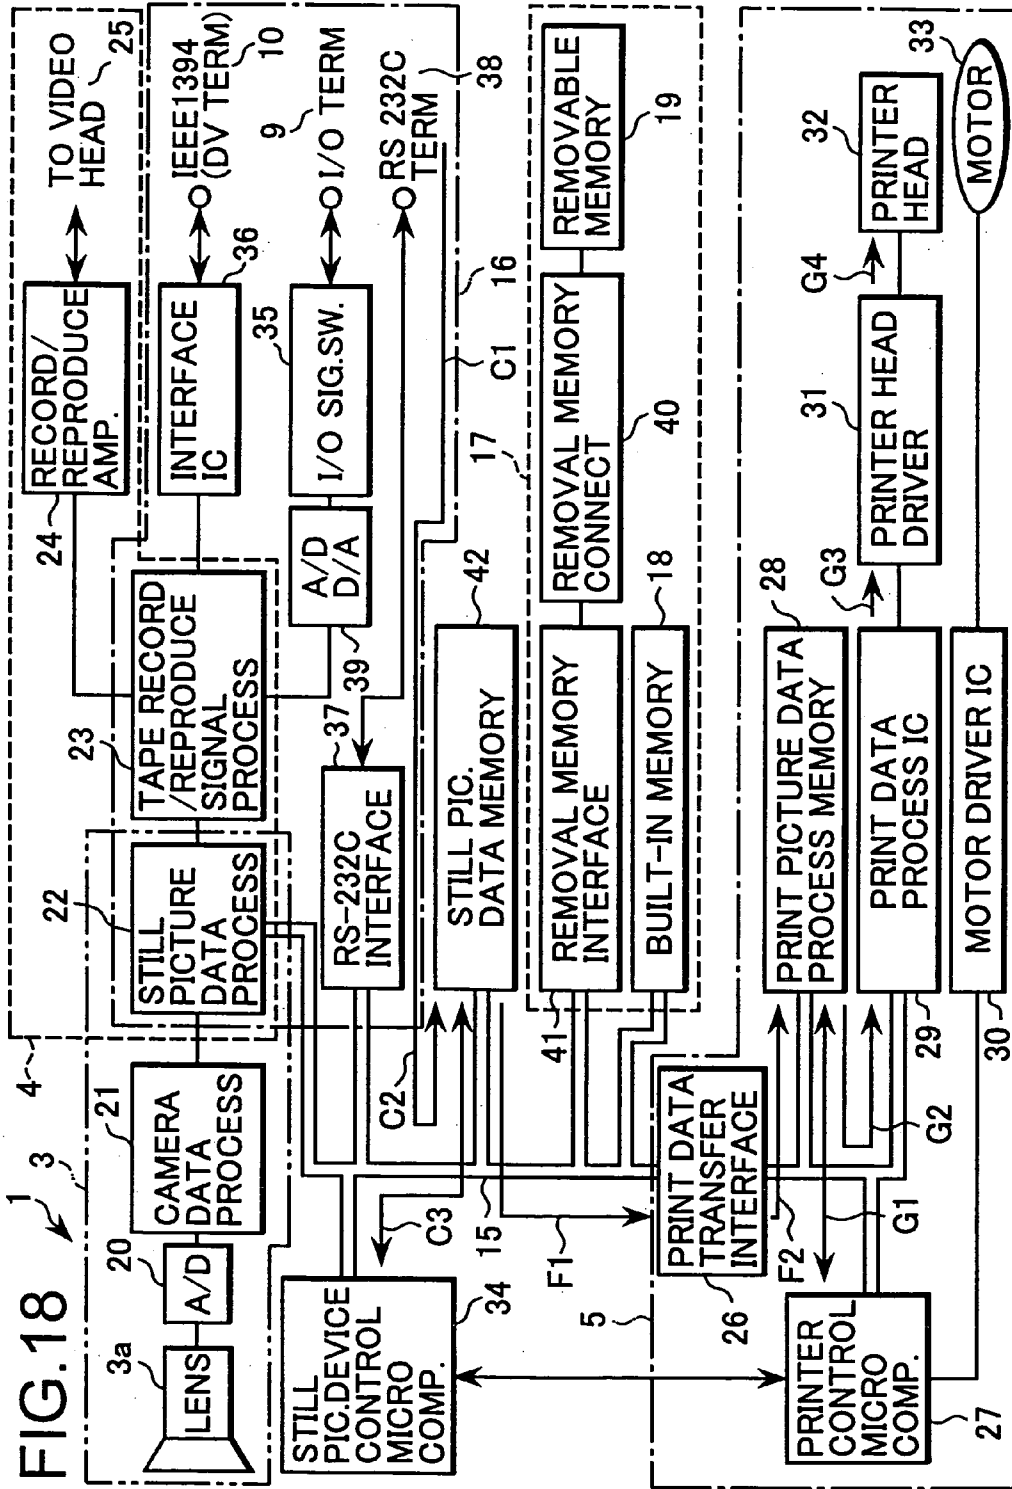 FIG.18
1
3
4
TO VIDEO
HEAD
25
RECORD/
REPRODUCE
AMP.
24
IEEE1394
(DV TERM)
10
INTERFACE
IC
36
I/O TERM
9
I/O SIG.SW.
35
RS 232C
TERM
38
A/D
D/A
39
TAPE RECORD
/REPRODUCE
SIGNAL
PROCESS
23
STILL
PICTURE
DATA
PROCESS
22
CAMERA
DATA
PROCESS
21
A/D
20
LENS
3a
16
C1
RS-232C
INTERFACE
37
C2
STILL PIC.
DATA MEMORY
42
C3
STILL
PIC.DEVICE
CONTROL
MICRO
COMP.
34
15
F1
17
REMOVAL MEMORY
INTERFACE
41
REMOVAL MEMORY
CONNECT
40
REMOVABLE
MEMORY
19
BUILT-IN MEMORY
18
5
PRINT DATA
TRANSFER
INTERFACE
26
F2
G1
G2
PRINTER
CONTROL
MICRO
COMP.
27
PRINT PICTURE DATA
PROCESS MEMORY
28
PRINT DATA
PROCESS IC
29
MOTOR DRIVER IC
30
G3
PRINTER HEAD
DRIVER
31
G4
PRINTER
HEAD
32
MOTOR
33